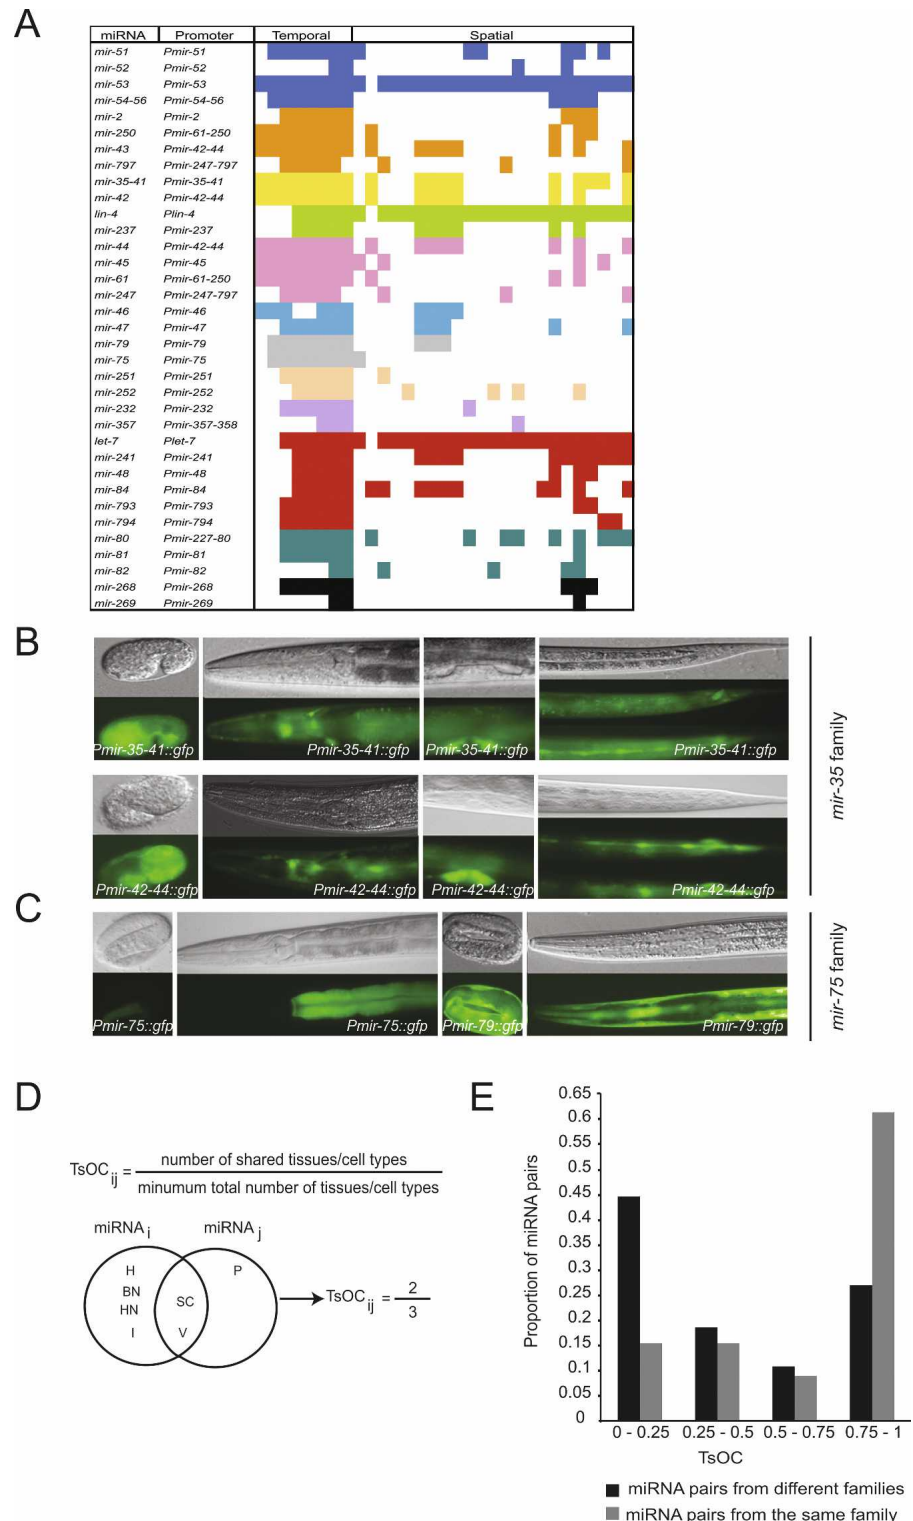 A
miRNA Promoter Temporal Spatial
mir-51 Pmir-51
mir-52 Pmir-52
mir-53 Pmir-53
mir-54-56 Pmir-54-56
mir-2 Pmir-2
mir-250 Pmir-61-250
mir-43 Pmir-42-44
mir-797 Pmir-247-797
mir-35-41 Pmir-35-41
mir-42 Pmir-42-44
lin-4 Plin-4
mir-237 Pmir-237
mir-44 Pmir-42-44
mir-45 Pmir-45
mir-61 Pmir-61-250
mir-247 Pmir-247-797
mir-46 Pmir-46
mir-47 Pmir-47
mir-79 Pmir-79
mir-75 Pmir-75
mir-251 Pmir-251
mir-252 Pmir-252
mir-232 Pmir-232
mir-357 Pmir-357-358
let-7 Plet-7
mir-241 Pmir-241
mir-48 Pmir-48
mir-84 Pmir-84
mir-793 Pmir-793
mir-794 Pmir-794
mir-80 Pmir-227-80
mir-81 Pmir-81
mir-82 Pmir-82
mir-268 Pmir-268
mir-269 Pmir-269
B
Pmir-35-41::gfp Pmir-35-41::gfp Pmir-35-41::gfp Pmir-35-41::gfp
Pmir-42-44::gfp Pmir-42-44::gfp Pmir-42-44::gfp Pmir-42-44::gfp
mir-35 family
C
Pmir-75::gfp Pmir-75::gfp Pmir-79::gfp Pmir-79::gfp
mir-75 family
D
TsOC ij = number of shared tissues/cell types
minumum total number of tissues/cell types
miRNA i miRNA j
H
BN
HN
I
SC
V
P
TsOC ij = 2
3
E
Proportion of miRNA pairs
0.65
0.6
0.55
0.5
0.45
0.4
0.35
0.3
0.25
0.2
0.15
0.1
0.05
0
0 - 0.25 0.25 - 0.5 0.5 - 0.75 0.75 - 1
TsOC
miRNA pairs from different families
miRNA pairs from the same family